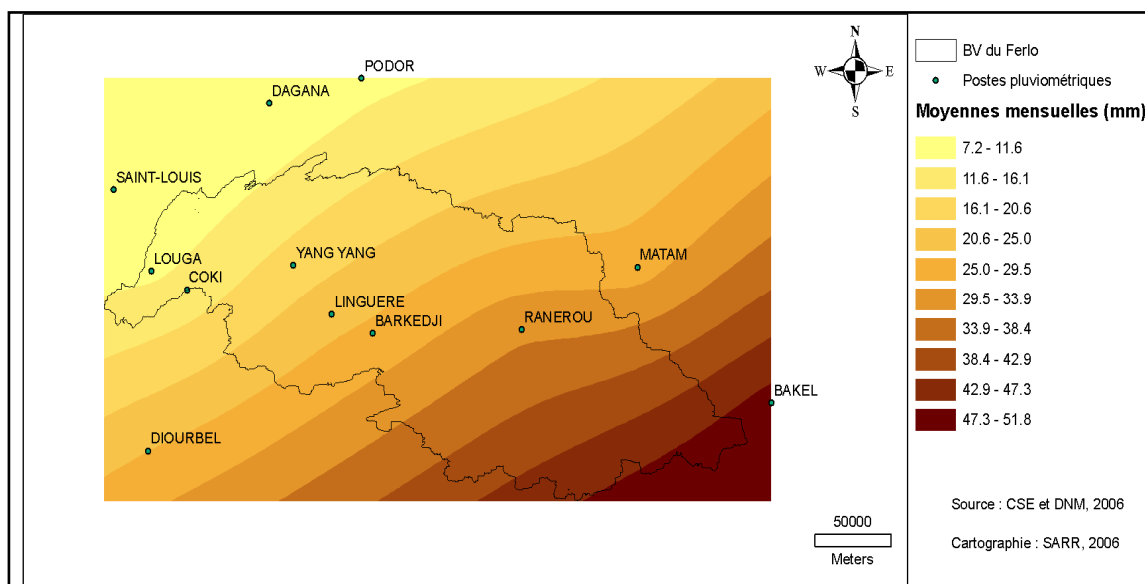 N
W E
S
PODOR
DAGANA
SAINT-LOUIS
LOUGA
COKI
YANG YANG
LINGUERE
BARKEDJI
MATAM
RANEROU
BAKEL
DIOURBEL
50000
Meters
BV du Ferlo
Postes pluviométriques
Moyennes mensuelles (mm)
7.2 - 11.6
11.6 - 16.1
16.1 - 20.6
20.6 - 25.0
25.0 - 29.5
29.5 - 33.9
33.9 - 38.4
38.4 - 42.9
42.9 - 47.3
47.3 - 51.8
Source : CSE et DNM, 2006
Cartographie : SARR, 2006